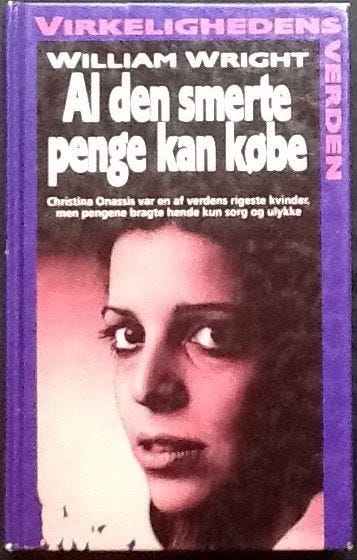 VIRKELIGHEDENS
VERDEN
WILLIAM WRIGHT
Al den smerte
penge kan købe
Christina Onassis var en af verdens rigeste kvinder,
men pengene bragte hende kun sorg og ulykke